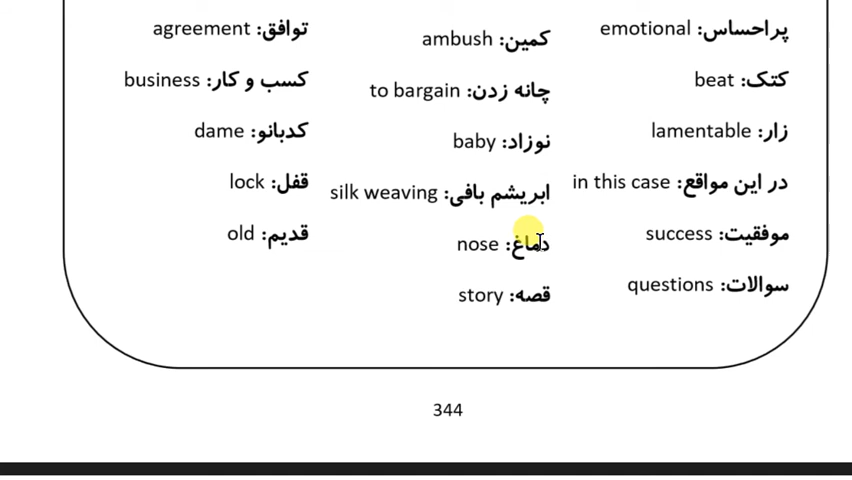 پراحساس: emotional
کتک: beat
زار: lamentable
در این مواقع: in this case
موفقیت: success
سوالات: questions
کمین: ambush
چانه زدن: to bargain
نوزاد: baby
ابریشم بافی: silk weaving
دماغ: nose
قصه: story
توافق: agreement
کسب و کار: business
کدبانو: dame
قفل: lock
قدیم: old
344